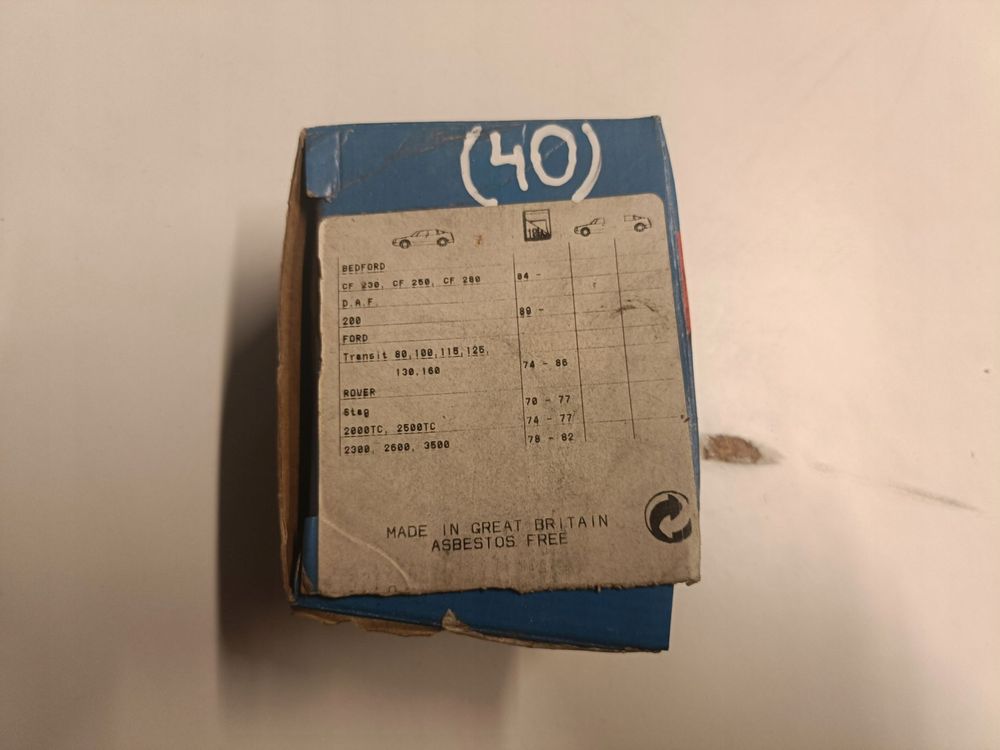 (40)
BEDFORD
CF 230, CF 250, CF 280 84 -
D.A.F.
200 89 -
FORD
Transit 80,100,115,125,
130,160 74 - 86
ROVER
Stag 70 - 77
2000TC, 2500TC 74 - 77
2300, 2600, 3500 78 - 82
MADE IN GREAT BRITAIN
ASBESTOS FREE